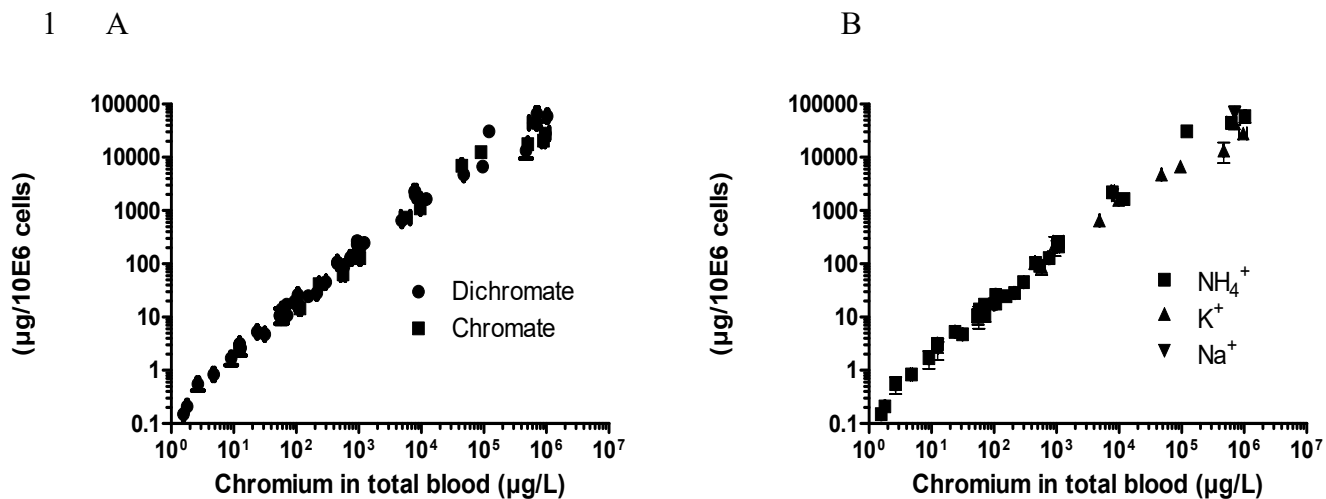 1 A B
100000
10000
1000
100
10
1
0.1
(µg/10E6 cells)
10⁰ 10¹ 10² 10³ 10⁴ 10⁵ 10⁶ 10⁷
Chromium in total blood (µg/L)
Dichromate
Chromate
100000
10000
1000
100
10
1
0.1
(µg/10E6 cells)
10⁰ 10¹ 10² 10³ 10⁴ 10⁵ 10⁶ 10⁷
Chromium in total blood (µg/L)
NH₄⁺
K⁺
Na⁺